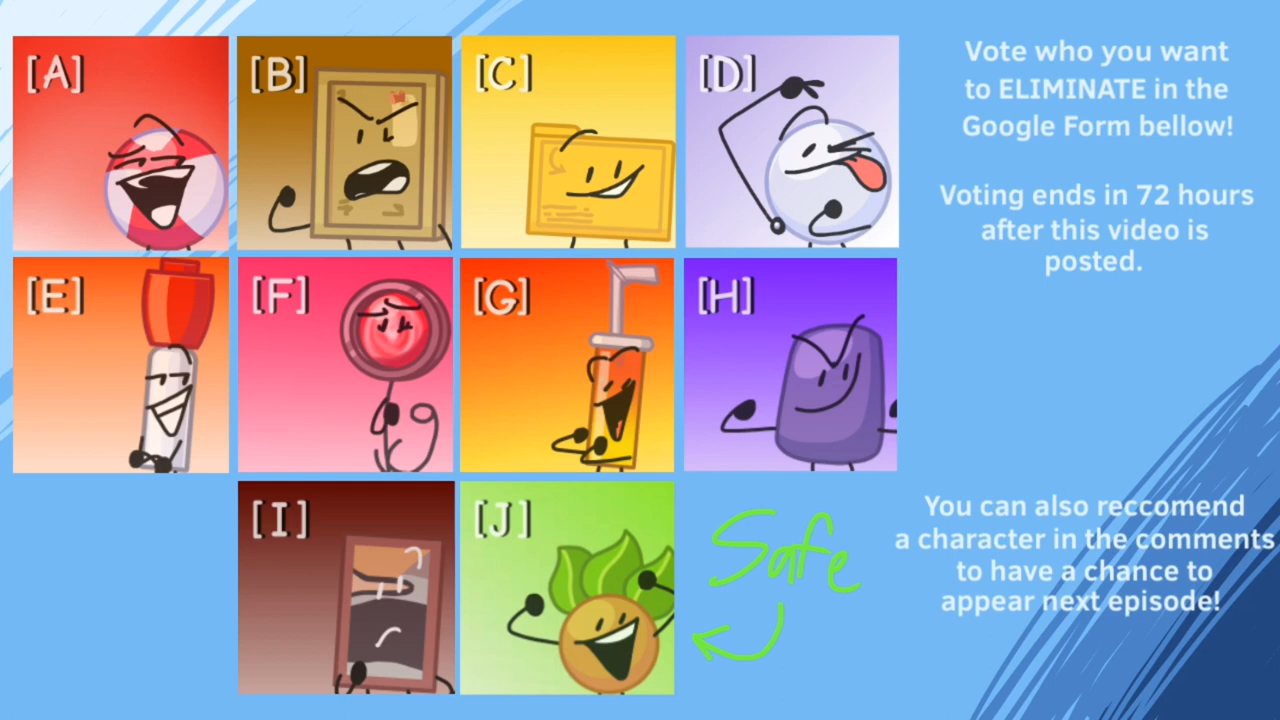 [A]
[B]
[C]
[D]
Vote who you want
to ELIMINATE in the
Google Form bellow!
Voting ends in 72 hours
after this video is
posted.
[E]
[F]
[G]
[H]
[I]
[J]
Safe
You can also reccomend
a character in the comments
to have a chance to
appear next episode!